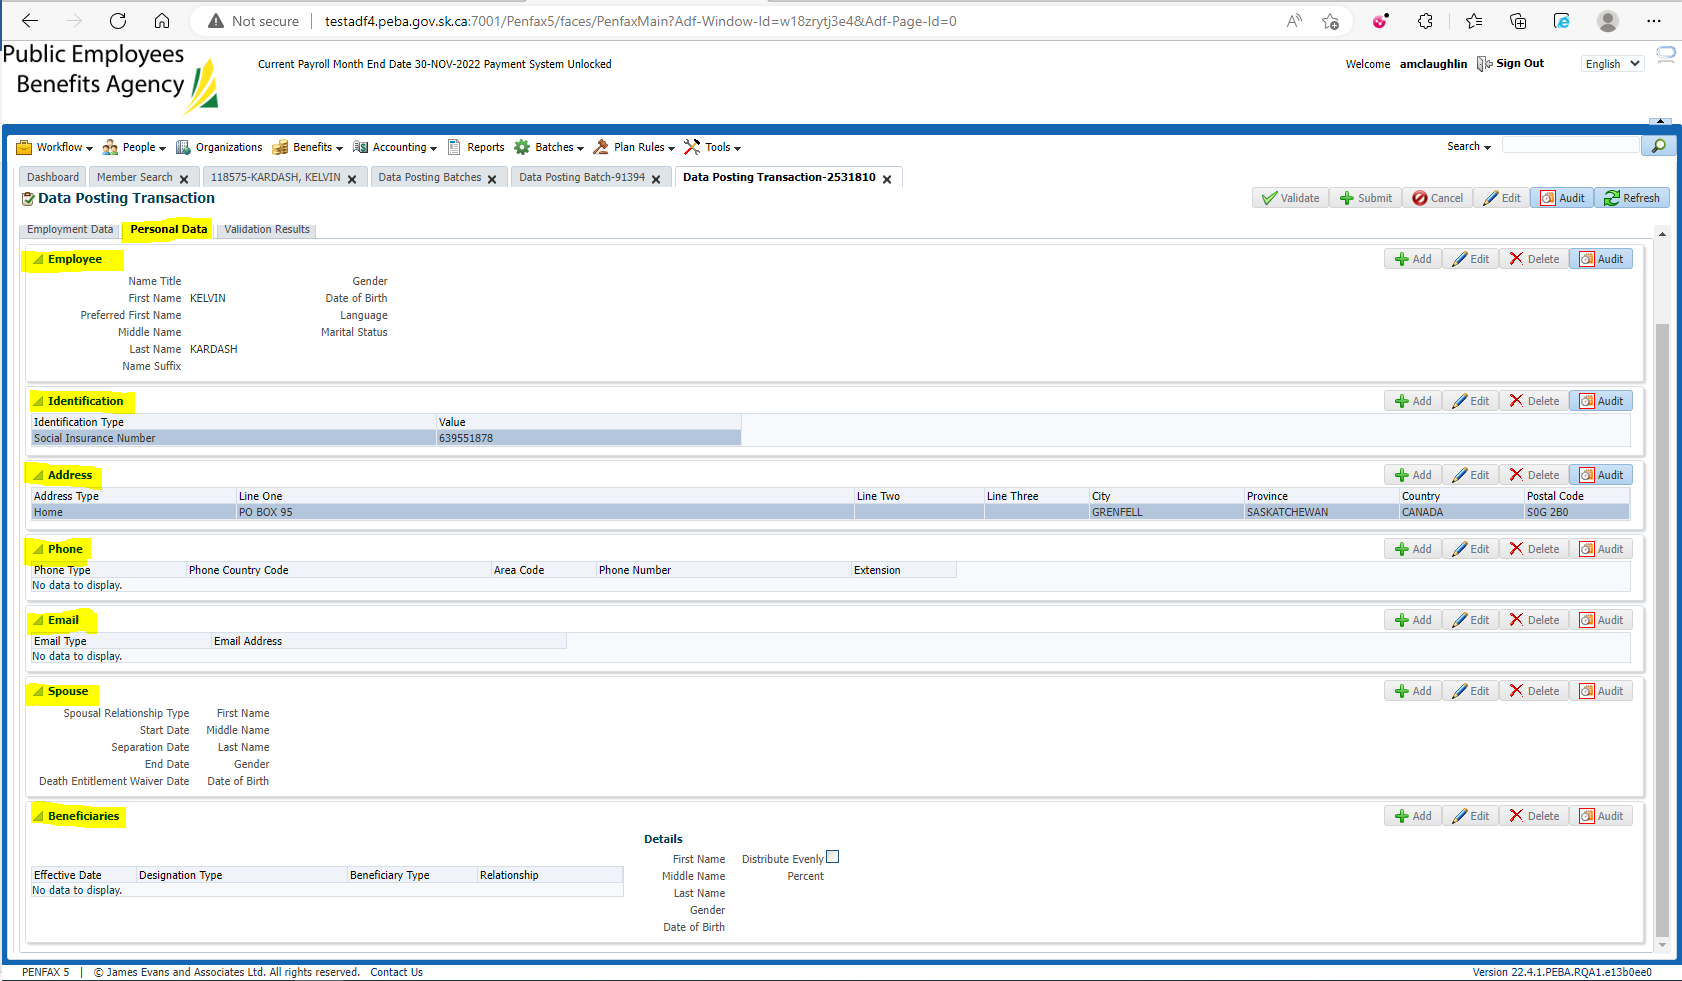 Not secure | testadf4.peba.gov.sk.ca:7001/Penfax5/faces/PenfaxMain?Adf-Window-Id=w18zrytj3e4&Adf-Page-Id=0
Public Employees
Benefits Agency
Current Payroll Month End Date 30-NOV-2022 Payment System Unlocked
Welcome amclaughlin Sign Out English
Workflow People Organizations Benefits Accounting Reports Batches Plan Rules Tools Search
Dashboard Member Search 118575-KARDASH, KELVIN Data Posting Batches Data Posting Batch-91394 Data Posting Transaction-2531810
Data Posting Transaction Validate Submit Cancel Edit Audit Refresh
Employment Data Personal Data Validation Results
Employee Add Edit Delete Audit
Name Title Gender
First Name KELVIN Date of Birth
Preferred First Name Language
Middle Name Marital Status
Last Name KARDASH
Name Suffix
Identification Add Edit Delete Audit
Identification Type Value
Social Insurance Number 639551878
Address Add Edit Delete Audit
Address Type Line One Line Two Line Three City Province Country Postal Code
Home PO BOX 95 GRENFELL SASKATCHEWAN CANADA S0G 2B0
Phone Add Edit Delete Audit
Phone Type Phone Country Code Area Code Phone Number Extension
No data to display.
Email Add Edit Delete Audit
Email Type Email Address
No data to display.
Spouse Add Edit Delete Audit
Spousal Relationship Type First Name
Start Date Middle Name
Separation Date Last Name
End Date Gender
Death Entitlement Waiver Date Date of Birth
Beneficiaries Add Edit Delete Audit
Details
First Name Distribute Evenly
Middle Name Percent
Effective Date Designation Type Beneficiary Type Relationship
No data to display.
Last Name
Gender
Date of Birth
PENFAX 5 | © James Evans and Associates Ltd. All rights reserved. Contact Us Version 22.4.1.PEBA.RQA1.e13b0ee0